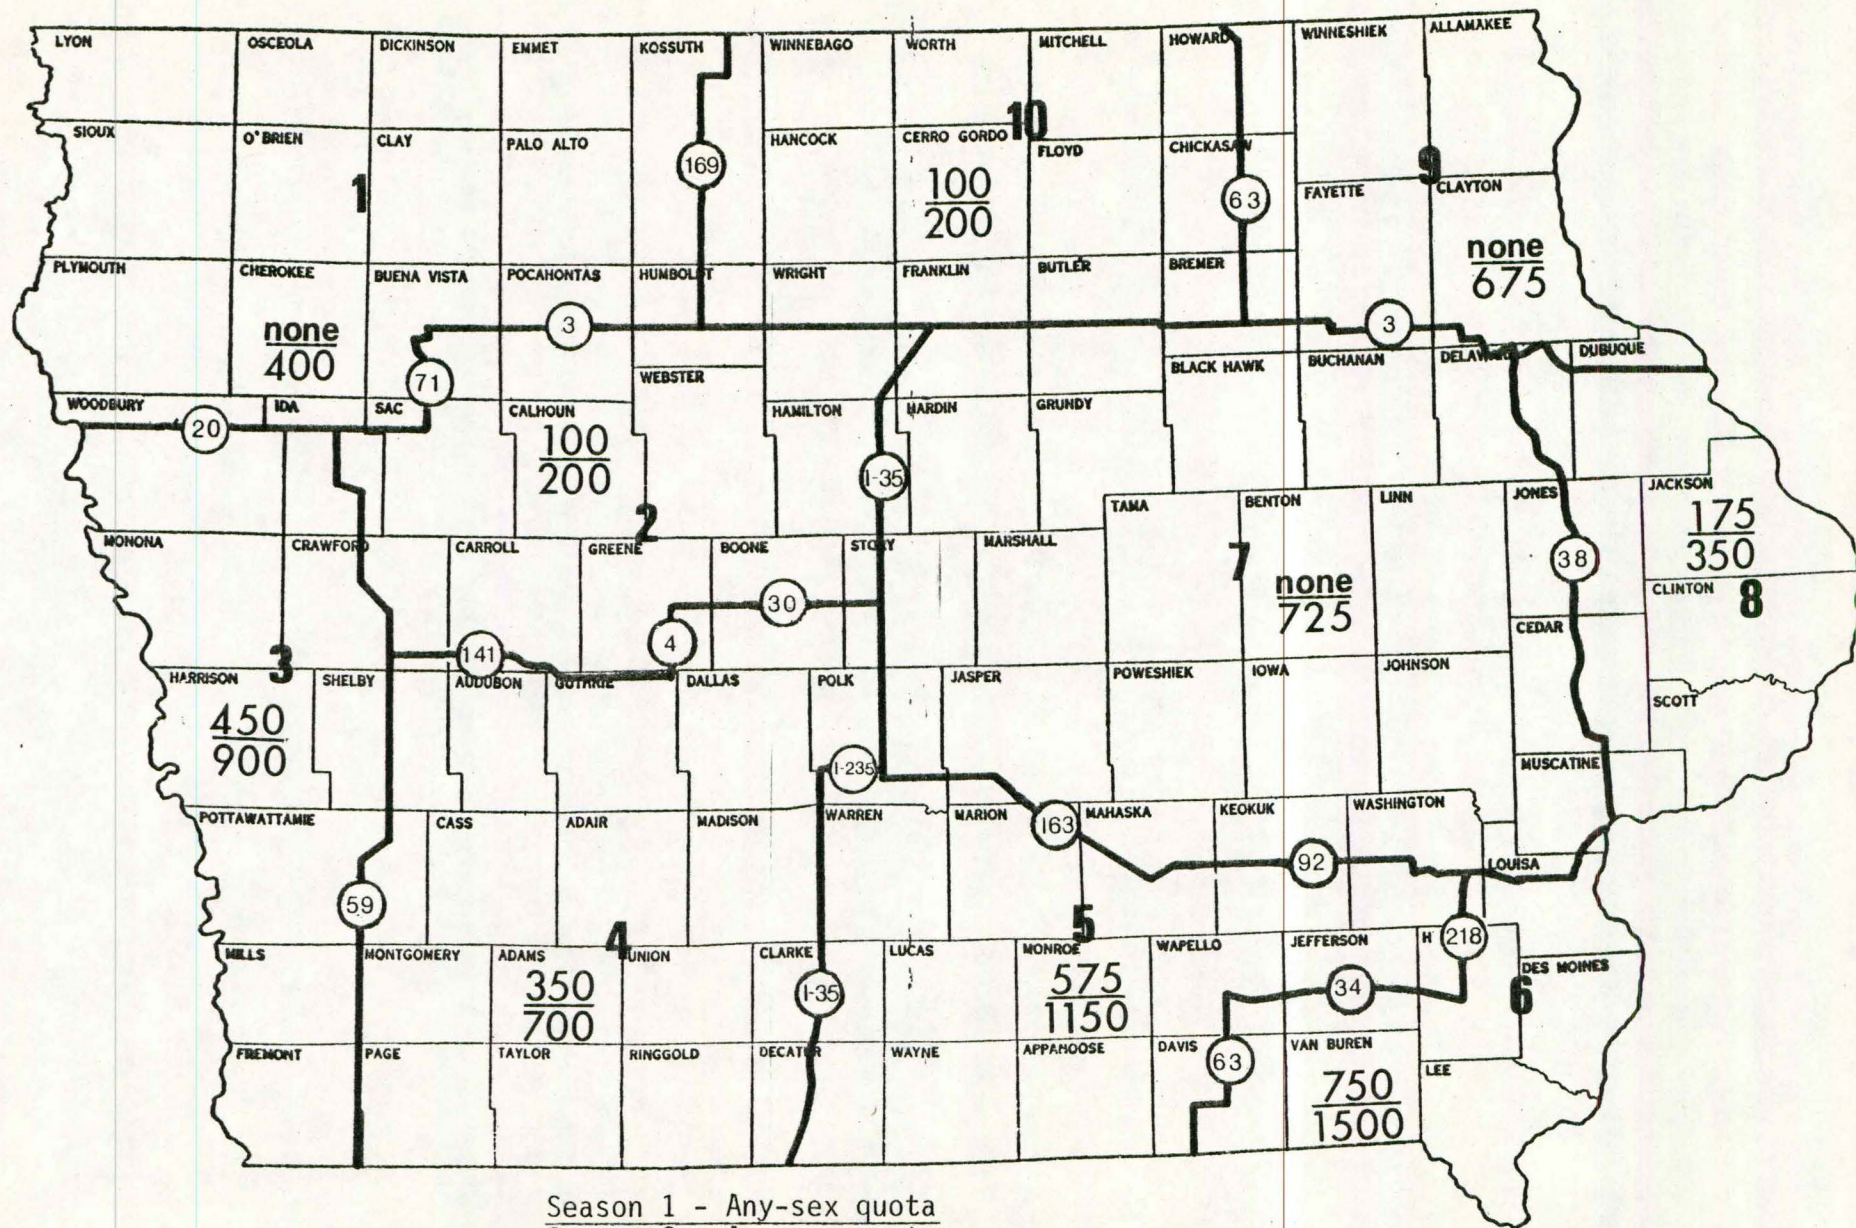 LYON
OSCEOLA
DICKINSON
EMMET
KOSSUTH
WINNEBAGO
WORTH
MITCHELL
HOWARD
WINNESHIEK
ALLAMAKEE
SIOUX
O'BRIEN
CLAY
PALO ALTO
HANCOCK
CERRO GORDO
10
FLOYD
CHICKASAW
FAYETTE
9
CLAYTON
1
169
100
200
63
none
675
PLYMOUTH
CHEROKEE
BUENA VISTA
POCAHONTAS
HUMBOLDT
WRIGHT
FRANKLIN
BUTLER
BREMER
none
400
3
3
71
WEBSTER
BLACK HAWK
BUCHANAN
DELAWARE
DUBUQUE
WOODBURY
20
IDA
SAC
CALHOUN
HAMILTON
HARDIN
GRUNDY
100
200
I-35
2
TAMA
BENTON
LINN
JONES
JACKSON
175
350
MONONA
CRAWFORD
CARROLL
GREENE
BOONE
STORY
MARSHALL
7
none
725
38
CLINTON
8
30
4
141
CEDAR
3
HARRISON
SHELBY
AUDUBON
GUTHRIE
DALLAS
POLK
JASPER
POWESHIEK
IOWA
JOHNSON
SCOTT
450
900
I-235
MUSCATINE
POTTAWATTAMIE
CASS
ADAIR
MADISON
WARREN
MARION
163
MAHASKA
KEOKUK
WASHINGTON
92
LOUISA
59
4
5
218
MILLS
MONTGOMERY
ADAMS
UNION
CLARKE
LUCAS
MONROE
WAPELLO
JEFFERSON
H
DES MOINES
350
700
I-35
575
1150
34
6
FREMONT
PAGE
TAYLOR
RINGGOLD
DECATUR
WAYNE
APPANOOSE
DAVIS
63
VAN BUREN
LEE
750
1500
Season 1 - Any-sex quota